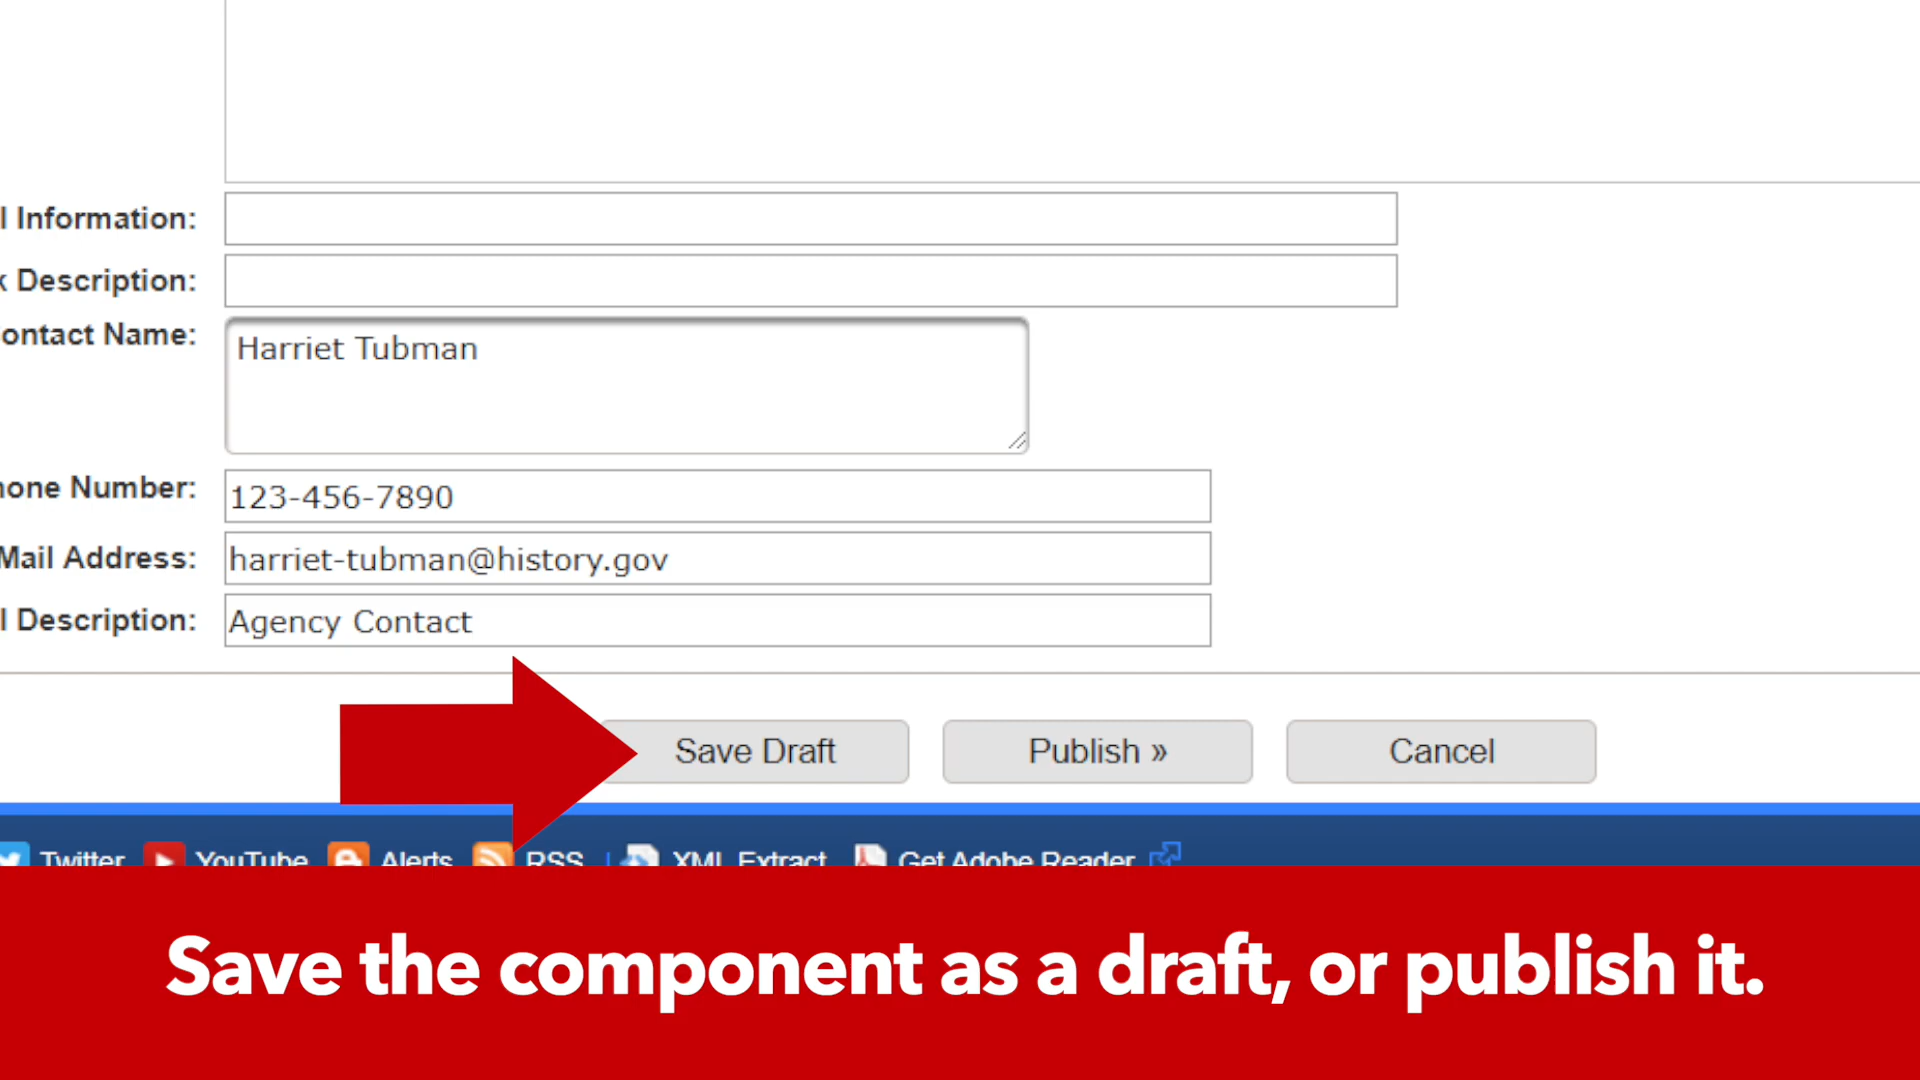 l Information:
k Description:
ontact Name:
Harriet Tubman
hone Number:
123-456-7890
Mail Address:
harriet-tubman@history.gov
l Description:
Agency Contact
Save Draft
Publish »
Cancel
Twitter YouTube Alerts RSS | XML Extract Get Adobe Reader
Save the component as a draft, or publish it.